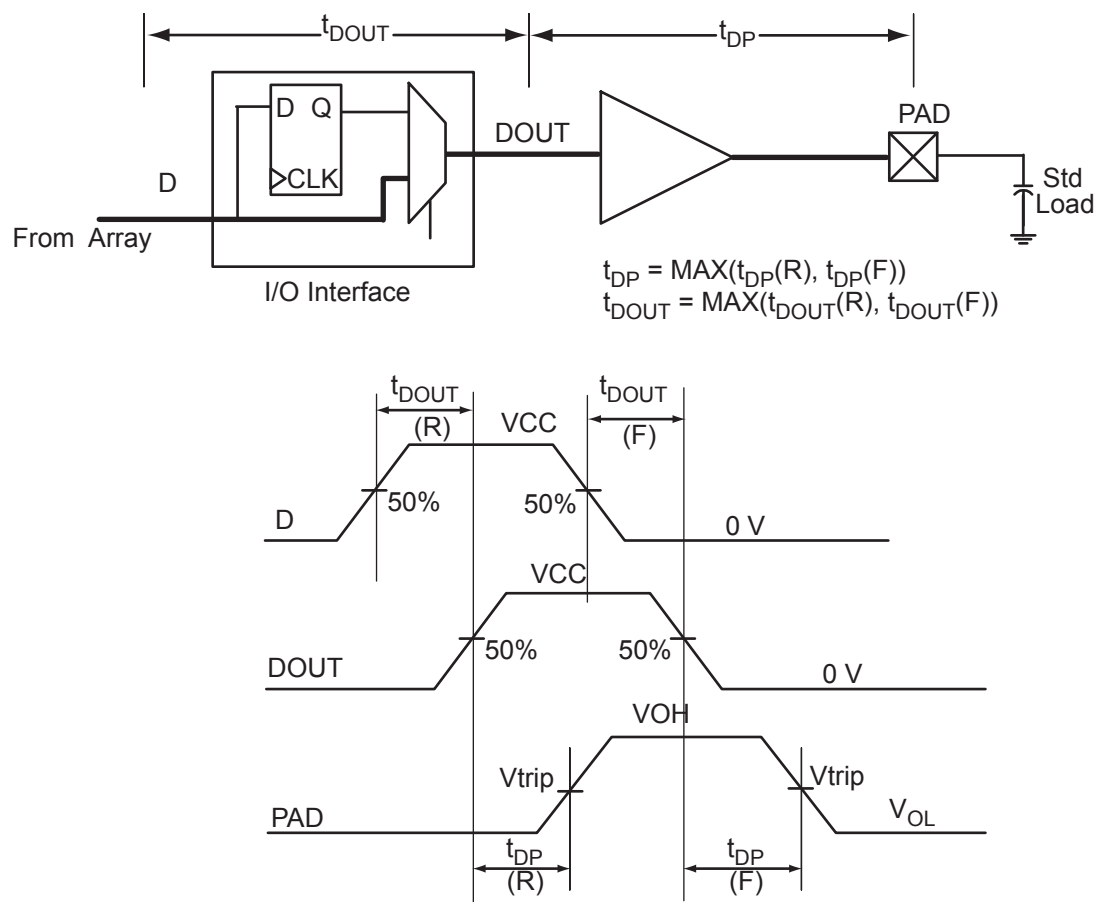 tDOUT
tDP
PAD
D Q
DOUT
D
CLK
Std
Load
From Array
I/O Interface
tDP = MAX(tDP(R), tDP(F))
tDOUT = MAX(tDOUT(R), tDOUT(F))
tDOUT
(R)
tDOUT
(F)
VCC
50%
50%
D
0 V
VCC
50%
50%
DOUT
0 V
VOH
Vtrip
Vtrip
PAD
VOL
tDP
(R)
tDP
(F)